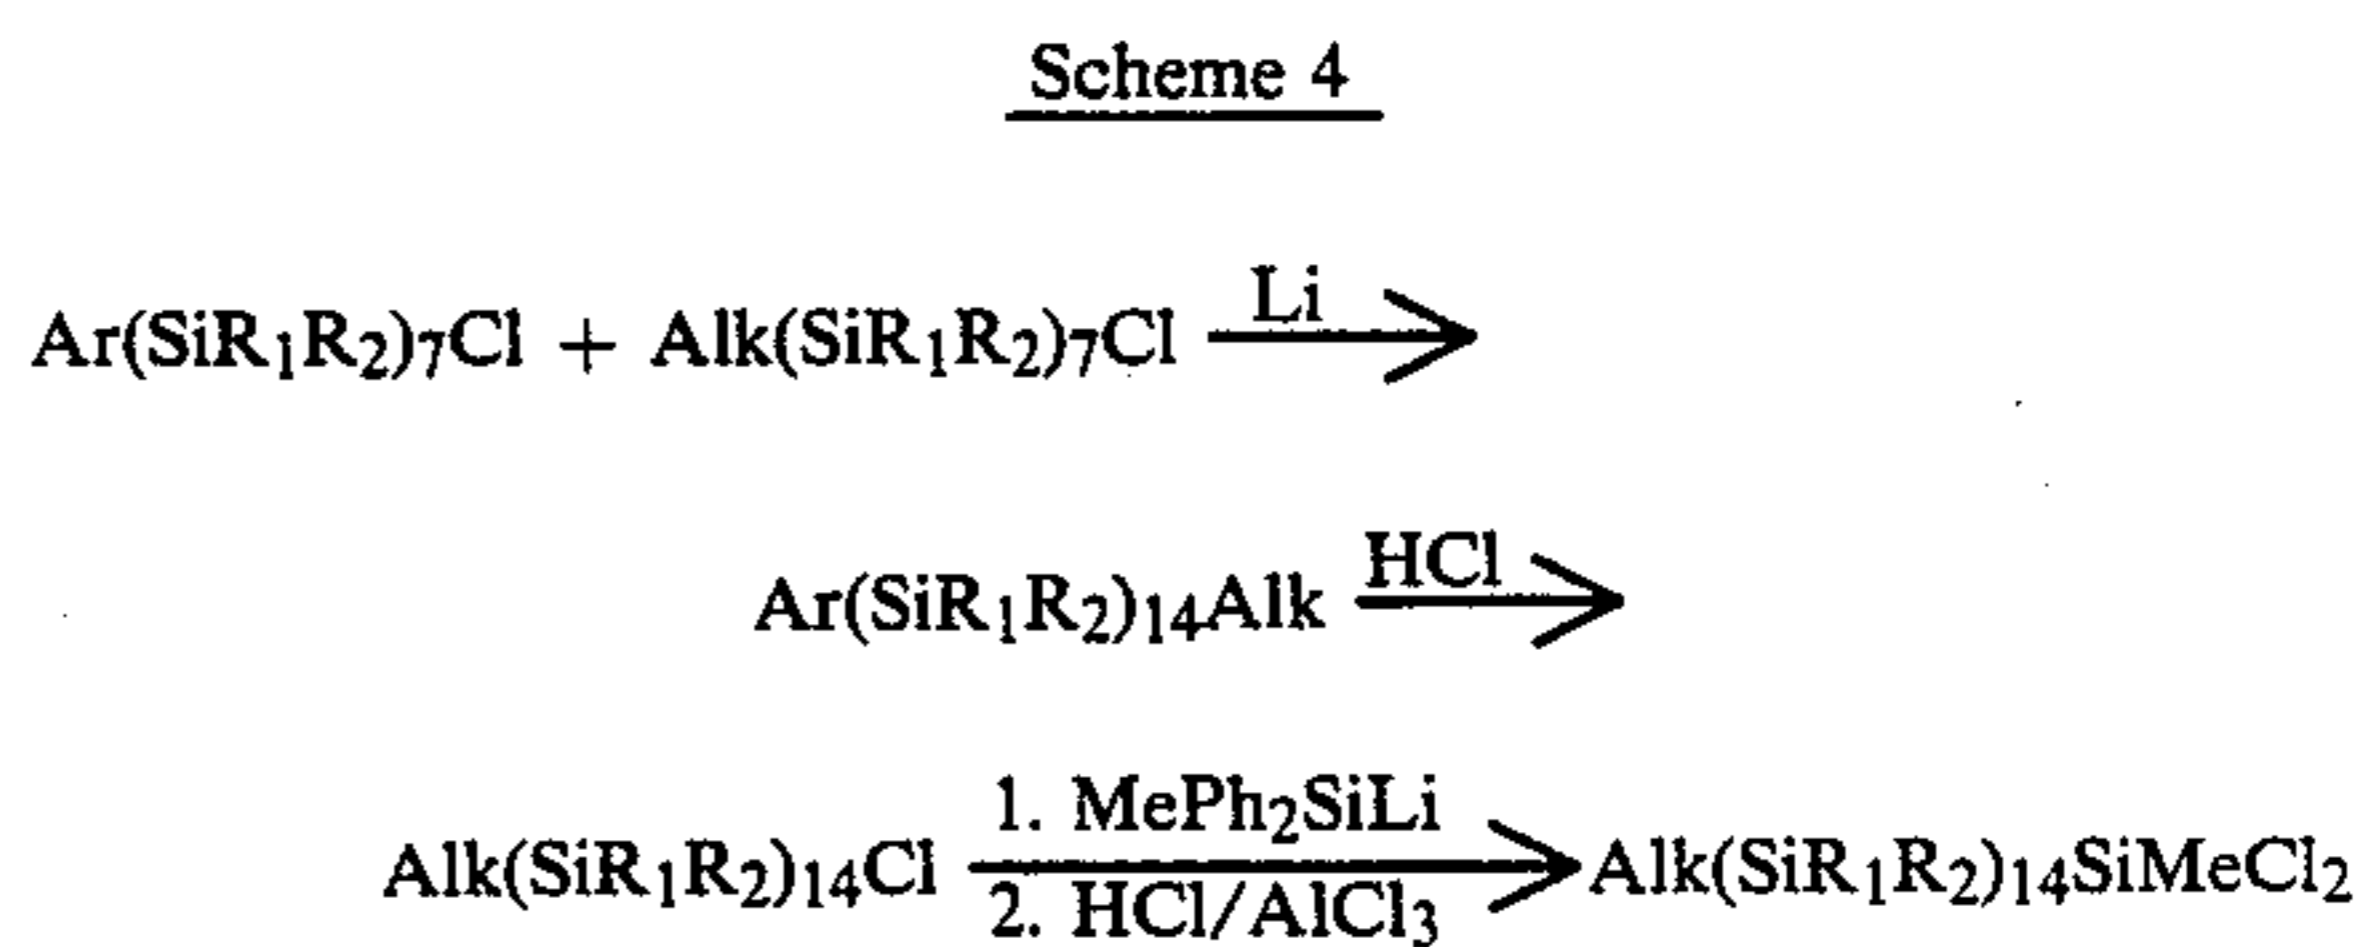 Scheme 4
Li
Ar(SiR₁R₂)₇Cl + Alk(SiR₁R₂)₇Cl
HCl
Ar(SiR₁R₂)₁₄Alk
1. MePh₂SiLi
Alk(SiR₁R₂)₁₄Cl Alk(SiR₁R₂)₁₄SiMeCl₂
2. HCl/AlCl₃